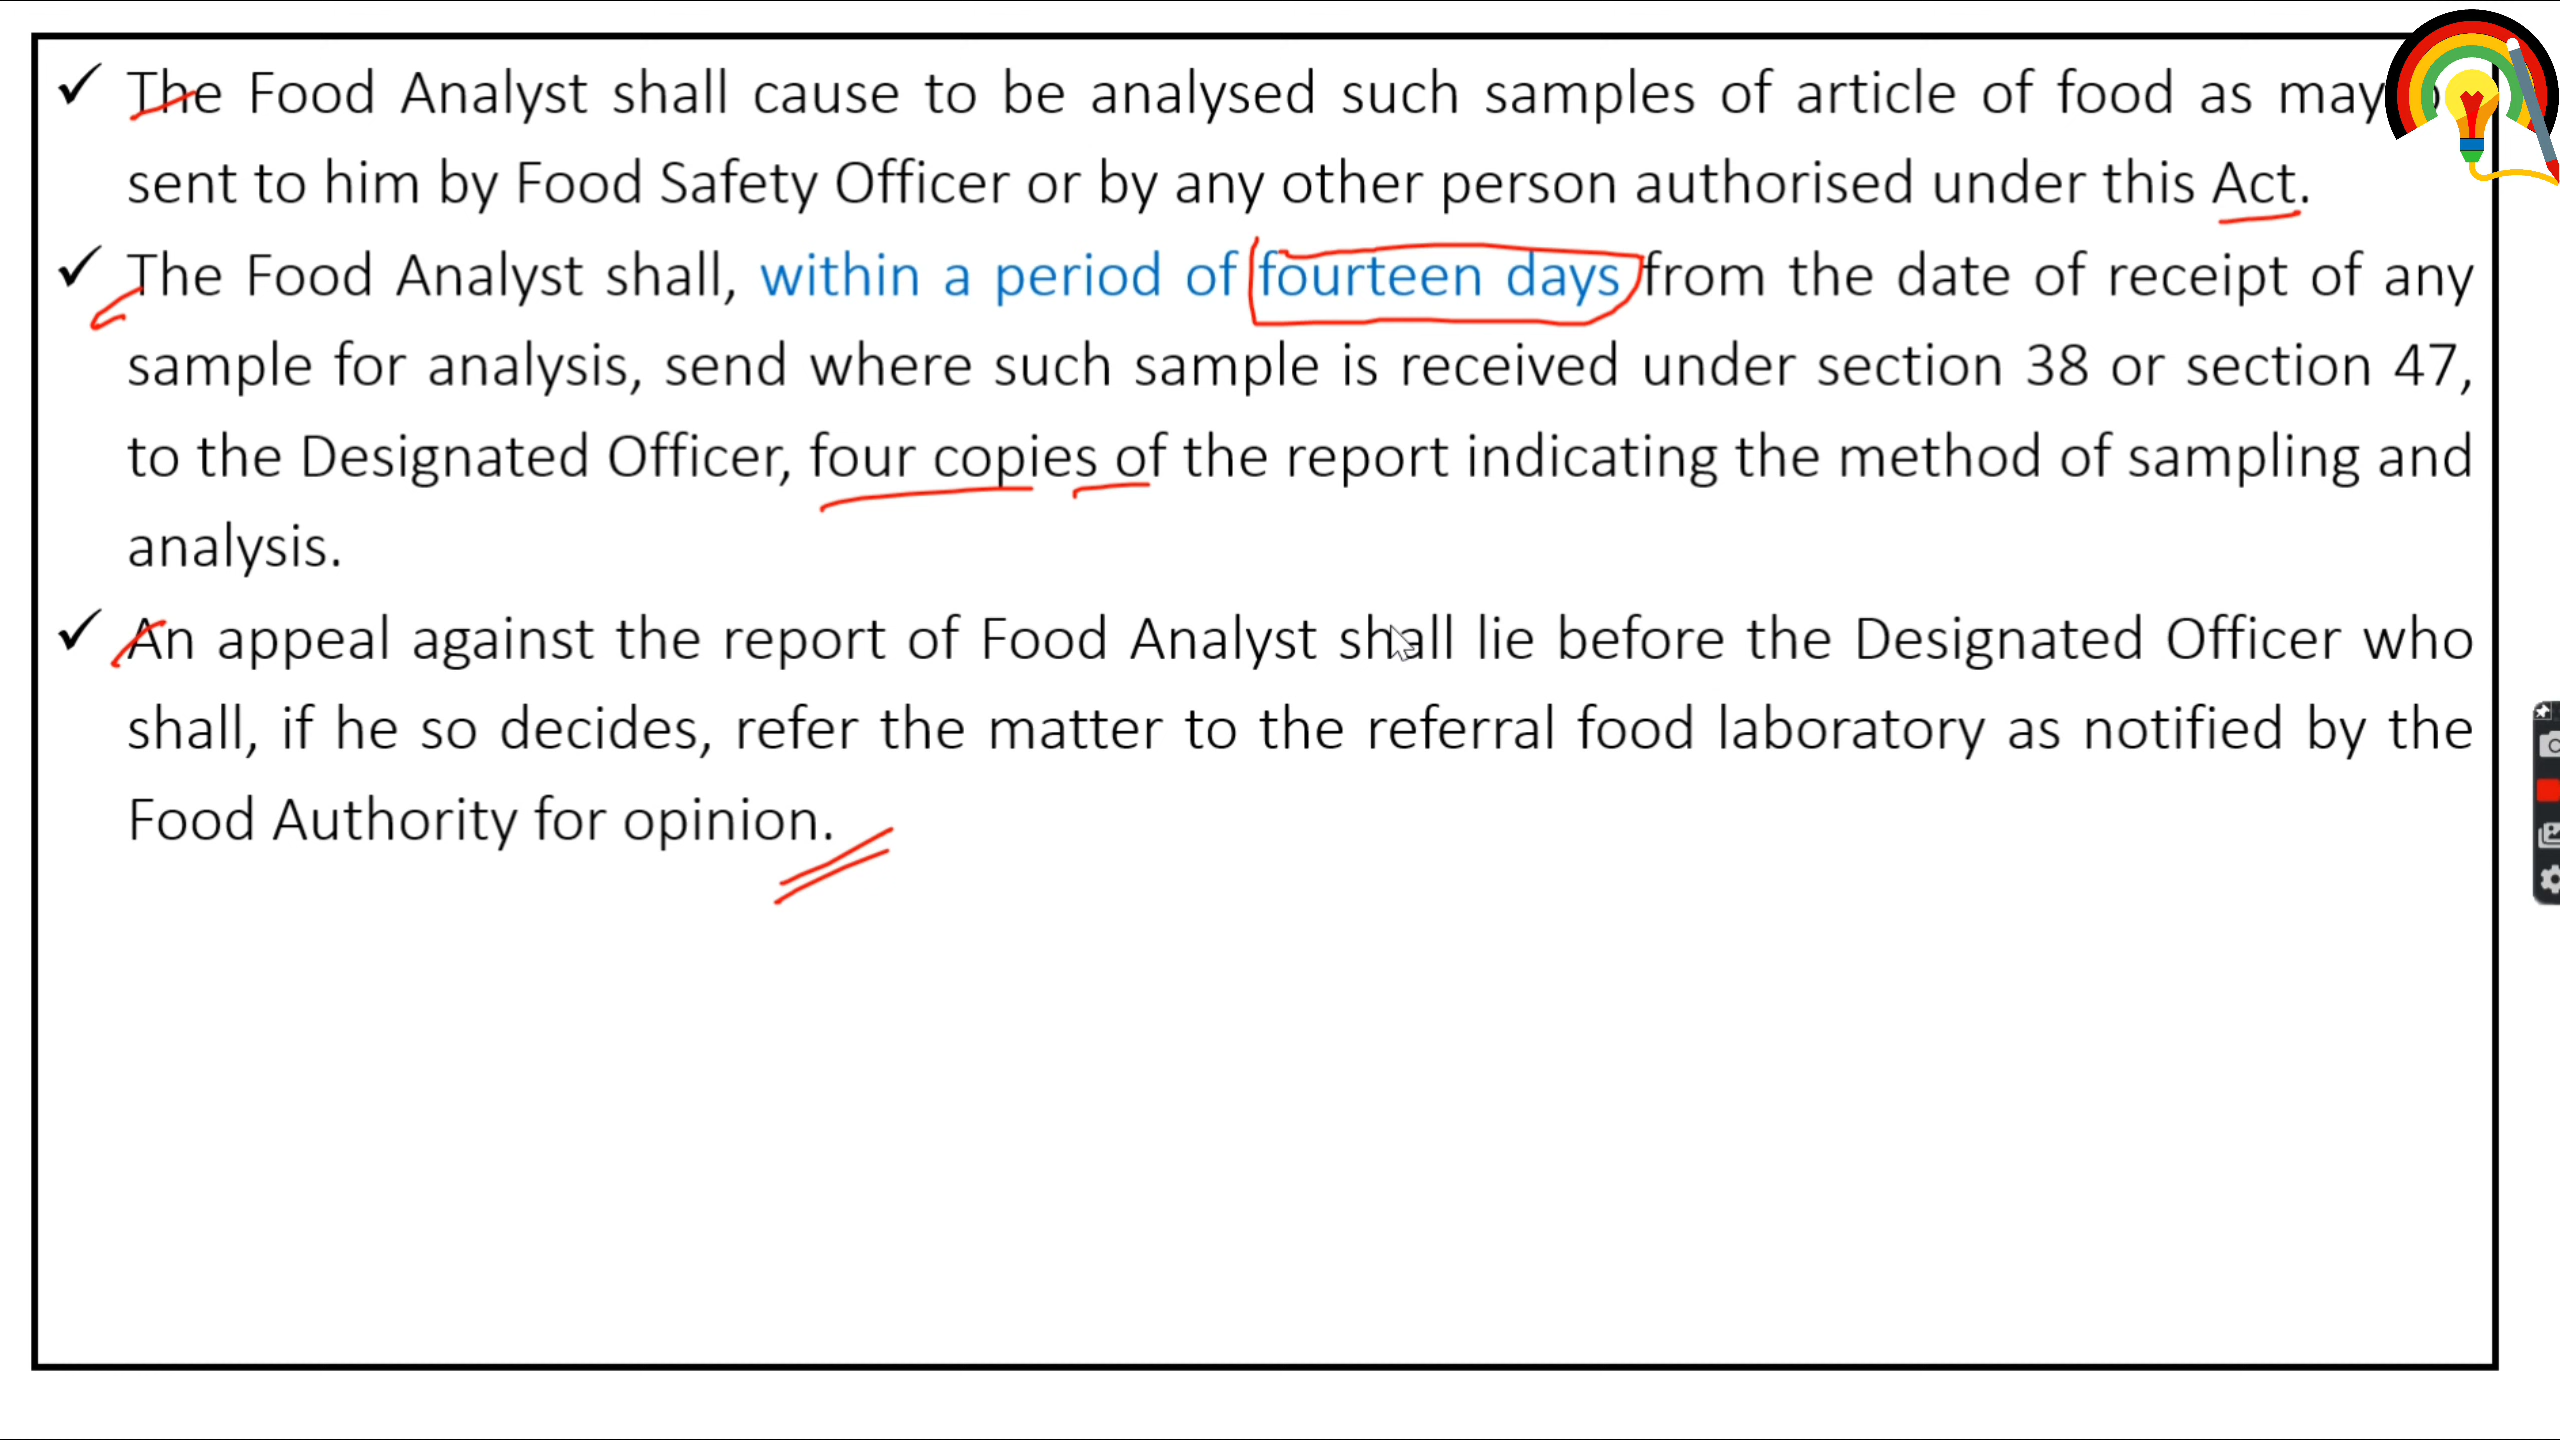 The Food Analyst shall cause to be analysed such samples of article of food as may
sent to him by Food Safety Officer or by any other person authorised under this Act.
The Food Analyst shall, within a period of fourteen days from the date of receipt of any
sample for analysis, send where such sample is received under section 38 or section 47,
to the Designated Officer, four copies of the report indicating the method of sampling and
analysis.
An appeal against the report of Food Analyst shall lie before the Designated Officer who
shall, if he so decides, refer the matter to the referral food laboratory as notified by the
Food Authority for opinion.